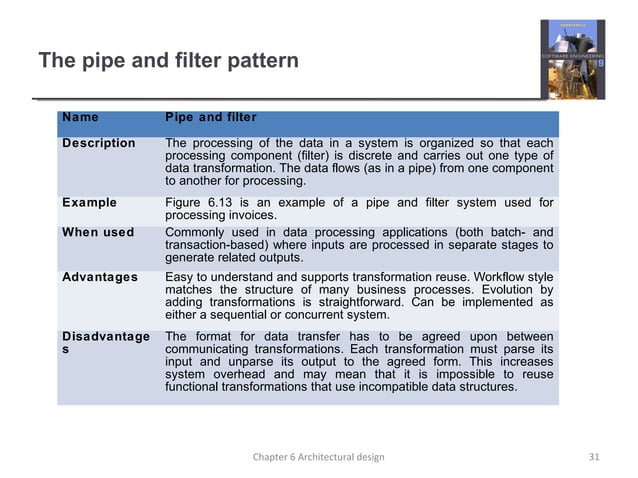 The pipe and filter pattern
SOMMERVILLE
SOFTWARE ENGINEERING
9
Name Pipe and filter
Description The processing of the data in a system is organized so that each
processing component (filter) is discrete and carries out one type of
data transformation. The data flows (as in a pipe) from one component
to another for processing.
Example Figure 6.13 is an example of a pipe and filter system used for
processing invoices.
When used Commonly used in data processing applications (both batch- and
transaction-based) where inputs are processed in separate stages to
generate related outputs.
Advantages Easy to understand and supports transformation reuse. Workflow style
matches the structure of many business processes. Evolution by
adding transformations is straightforward. Can be implemented as
either a sequential or concurrent system.
Disadvantage The format for data transfer has to be agreed upon between
s communicating transformations. Each transformation must parse its
input and unparse its output to the agreed form. This increases
system overhead and may mean that it is impossible to reuse
functional transformations that use incompatible data structures.
Chapter 6 Architectural design 31